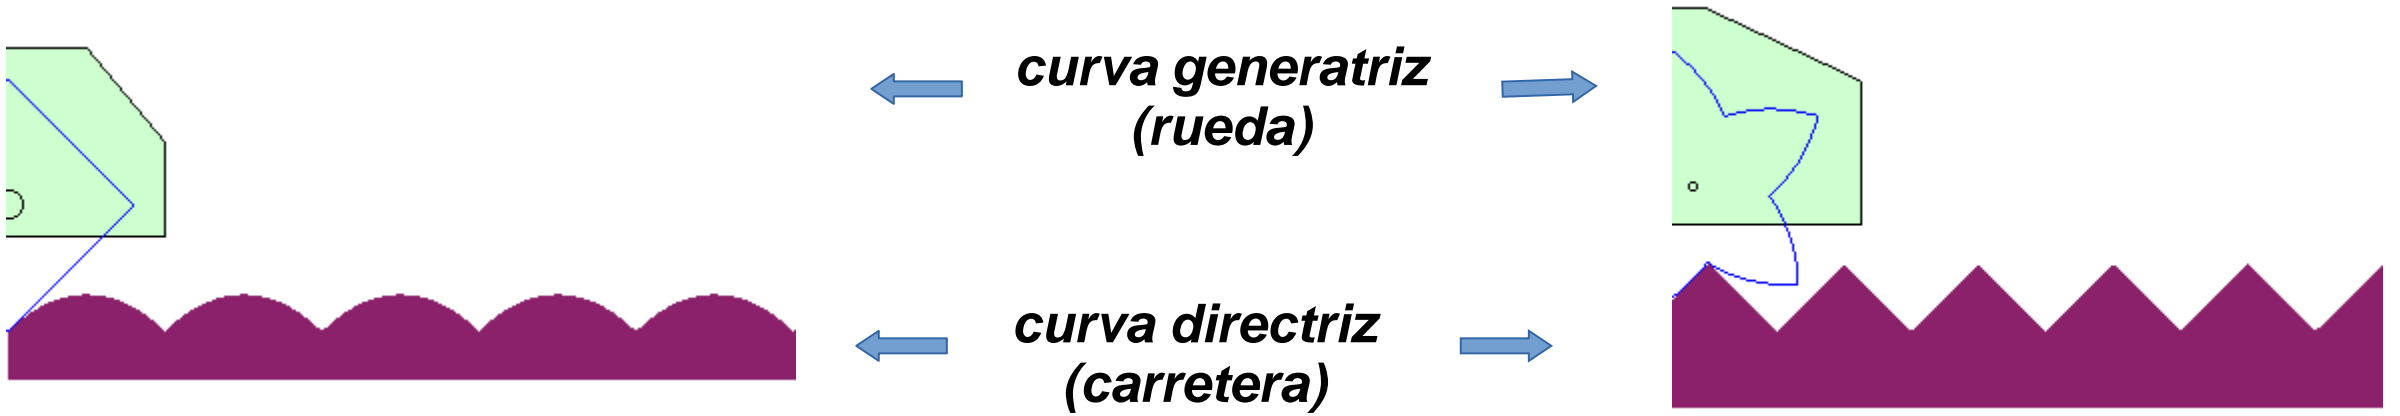 curva generatriz
(rueda)
curva directriz
(carretera)